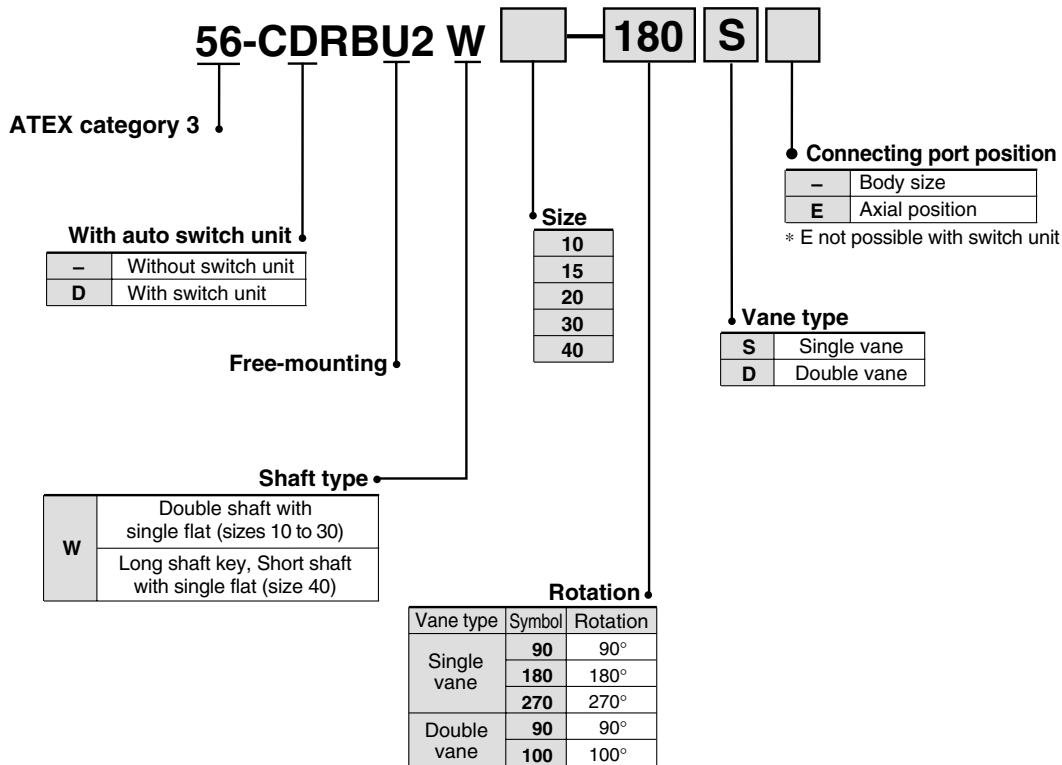 56-CDRBU2 W – 180 S
ATEX category 3
Connecting port position
– Body size
E Axial position
* E not possible with switch unit
Size
10
15
20
30
40
With auto switch unit
– Without switch unit
D With switch unit
Vane type
S Single vane
D Double vane
Free-mounting
Shaft type
W
Double shaft with
single flat (sizes 10 to 30)
Long shaft key, Short shaft
with single flat (size 40)
Rotation
Vane type Symbol Rotation
Single
vane
90 90°
180 180°
270 270°
Double
vane
90 90°
100 100°